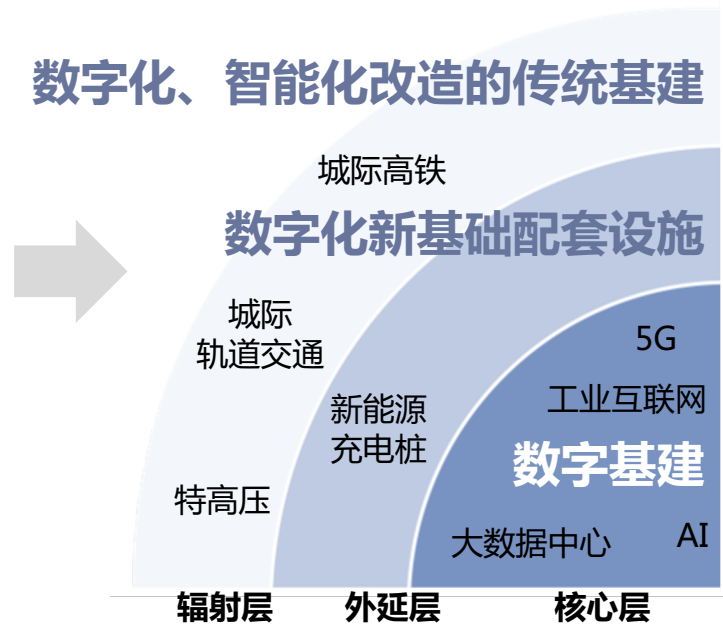 数字化、智能化改造的传统基建
城际高铁
数字化新基础配套设施
城际
轨道交通
5G
工业互联网
新能源
充电桩
数字基建
特高压
大数据中心
AI
辐射层
外延层
核心层